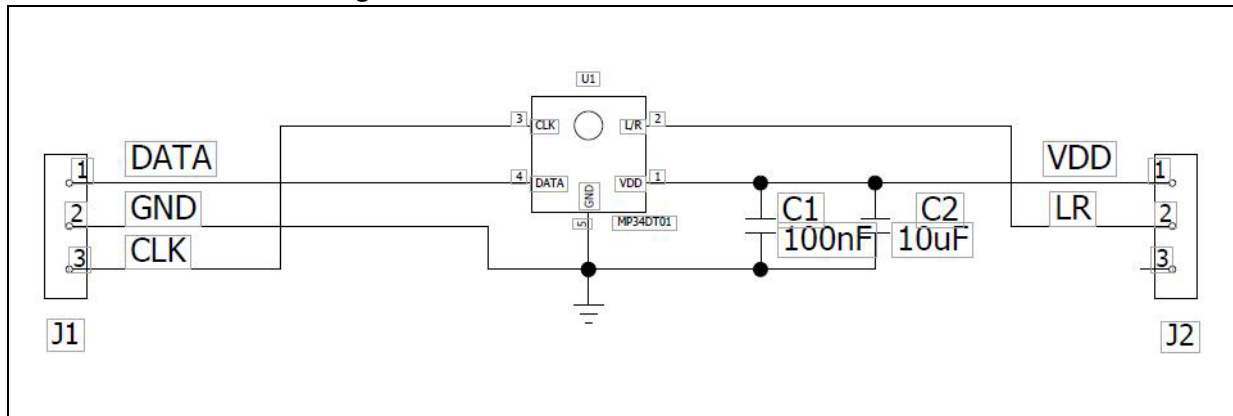 U1
3 CLK L/R 2
4 DATA VDD 1
GND
5
MP34DT01
1 DATA
2 GND
3 CLK
J1
C1
100nF
C2
10uF
VDD 1
LR 2
3
J2